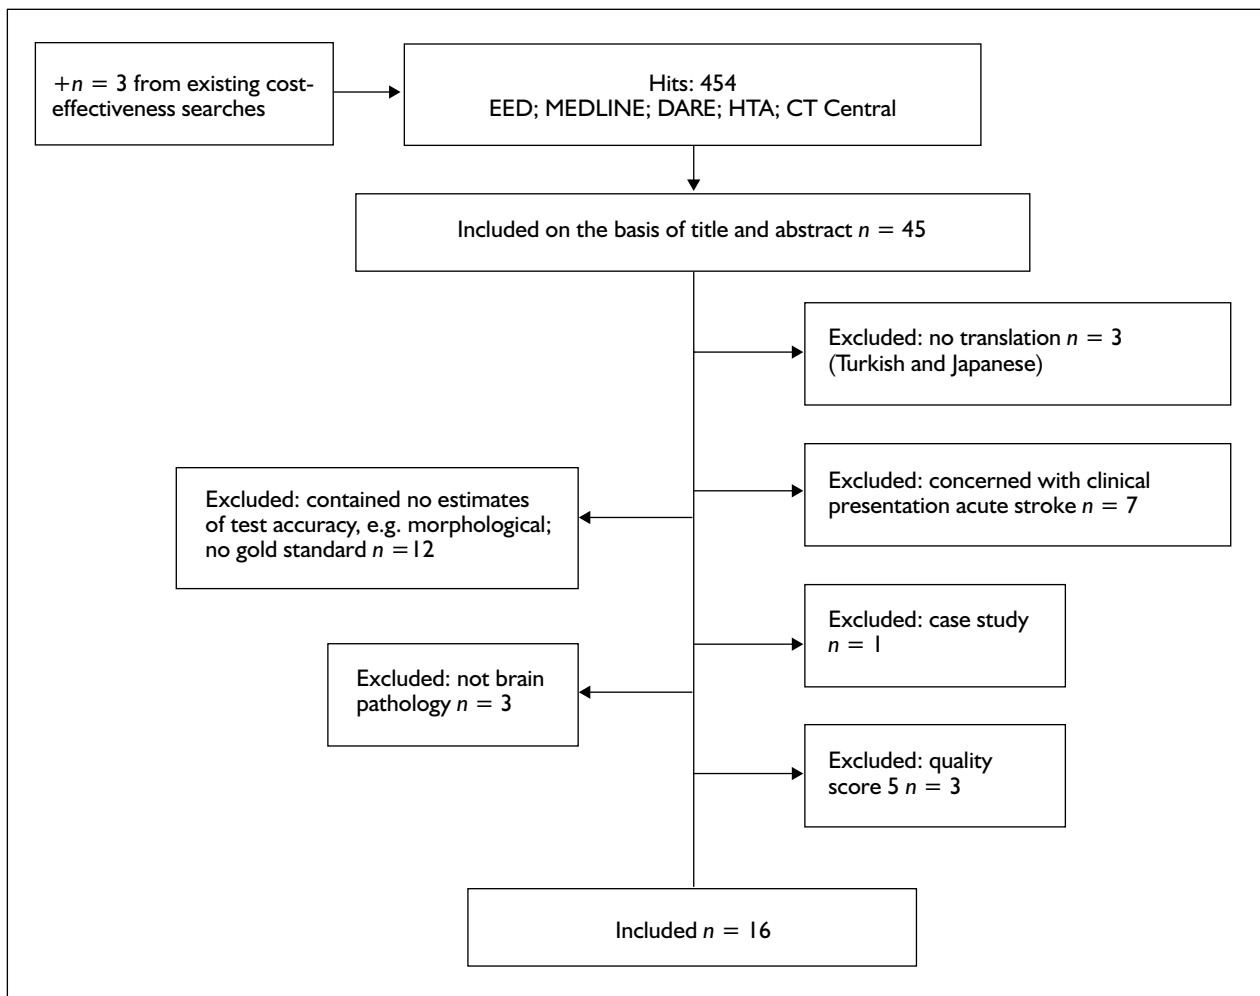 +n = 3 from existing cost-
effectiveness searches
Hits: 454
EED; MEDLINE; DARE; HTA; CT Central
Included on the basis of title and abstract n = 45
Excluded: no translation n = 3
(Turkish and Japanese)
Excluded: concerned with clinical
presentation acute stroke n = 7
Excluded: contained no estimates
of test accuracy, e.g. morphological;
no gold standard n =12
Excluded: case study
n = 1
Excluded: not brain
pathology n = 3
Excluded: quality
score 5 n = 3
Included n = 16